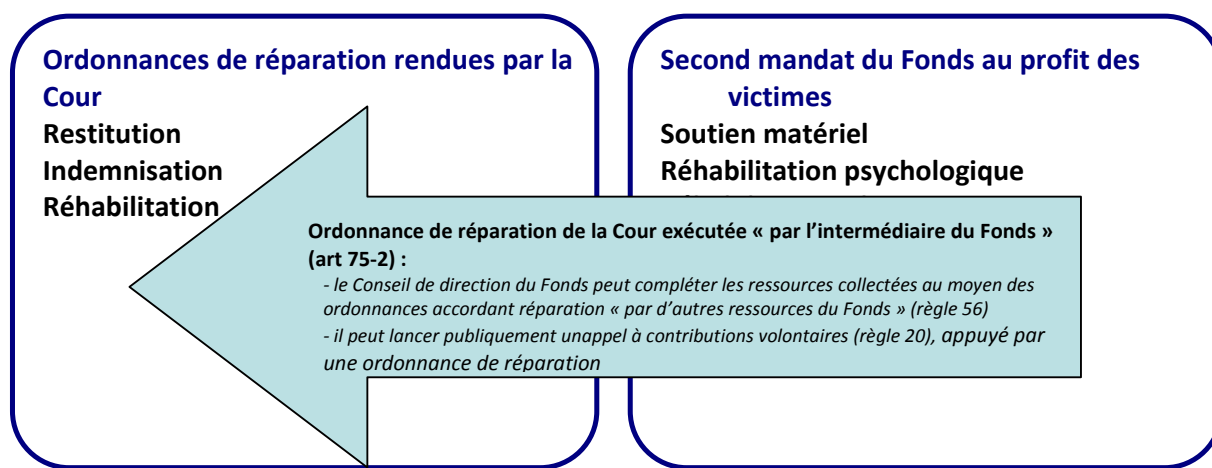 Ordonnances de réparation rendues par la
Cour
Restitution
Indemnisation
Réhabilitation
Second mandat du Fonds au profit des
victimes
Soutien matériel
Réhabilitation psychologique
Ordonnance de réparation de la Cour exécutée « par l’intermédiaire du Fonds »
(art 75-2) :
- le Conseil de direction du Fonds peut compléter les ressources collectées au moyen des
ordonnances accordant réparation « par d’autres ressources du Fonds » (règle 56)
- il peut lancer publiquement unappel à contributions volontaires (règle 20), appuyé par
une ordonnance de réparation